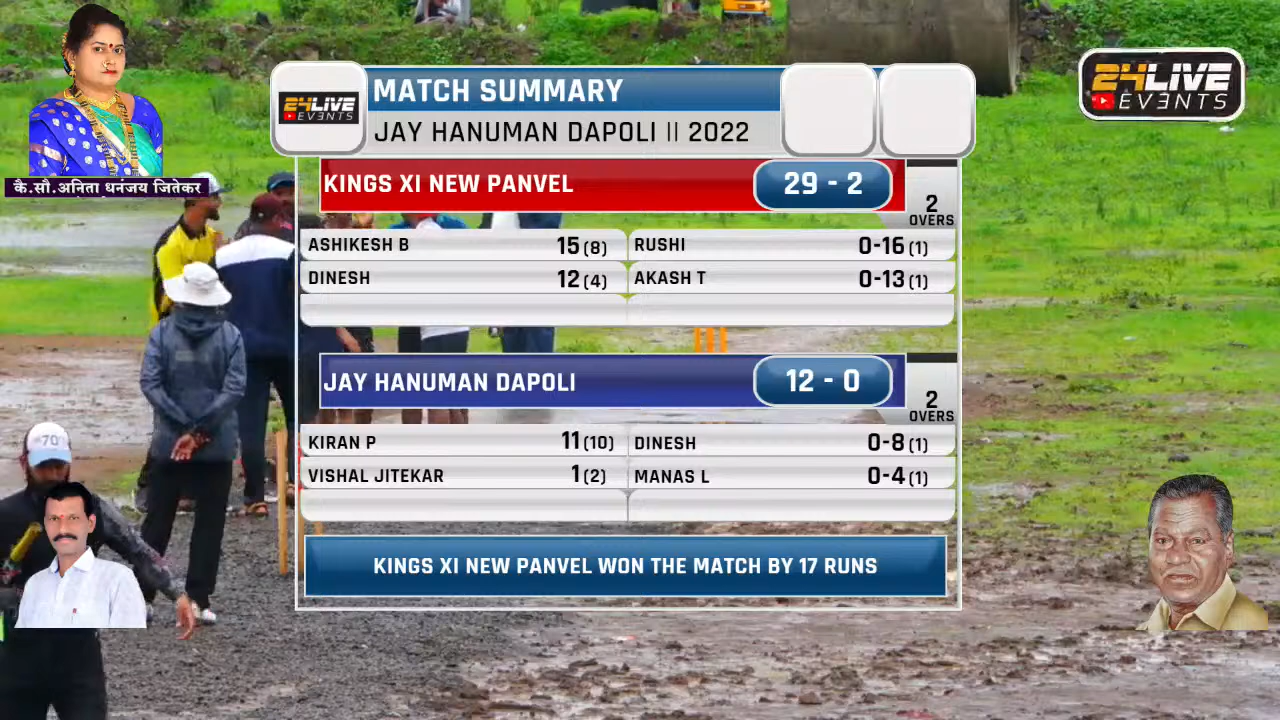 24LIVE
EVENTS
MATCH SUMMARY
JAY HANUMAN DAPOLI || 2022
24LIVE
EVENTS
कै.सौ.अनिता धनंजय जितेकर
KINGS XI NEW PANVEL 29 - 2
2
OVERS
ASHIKESH B 15 (8) RUSHI 0-16 (1)
DINESH 12 (4) AKASH T 0-13 (1)
JAY HANUMAN DAPOLI 12 - 0
2
OVERS
KIRAN P 11 (10) DINESH 0-8 (1)
VISHAL JITEKAR 1 (2) MANAS L 0-4 (1)
70
KINGS XI NEW PANVEL WON THE MATCH BY 17 RUNS